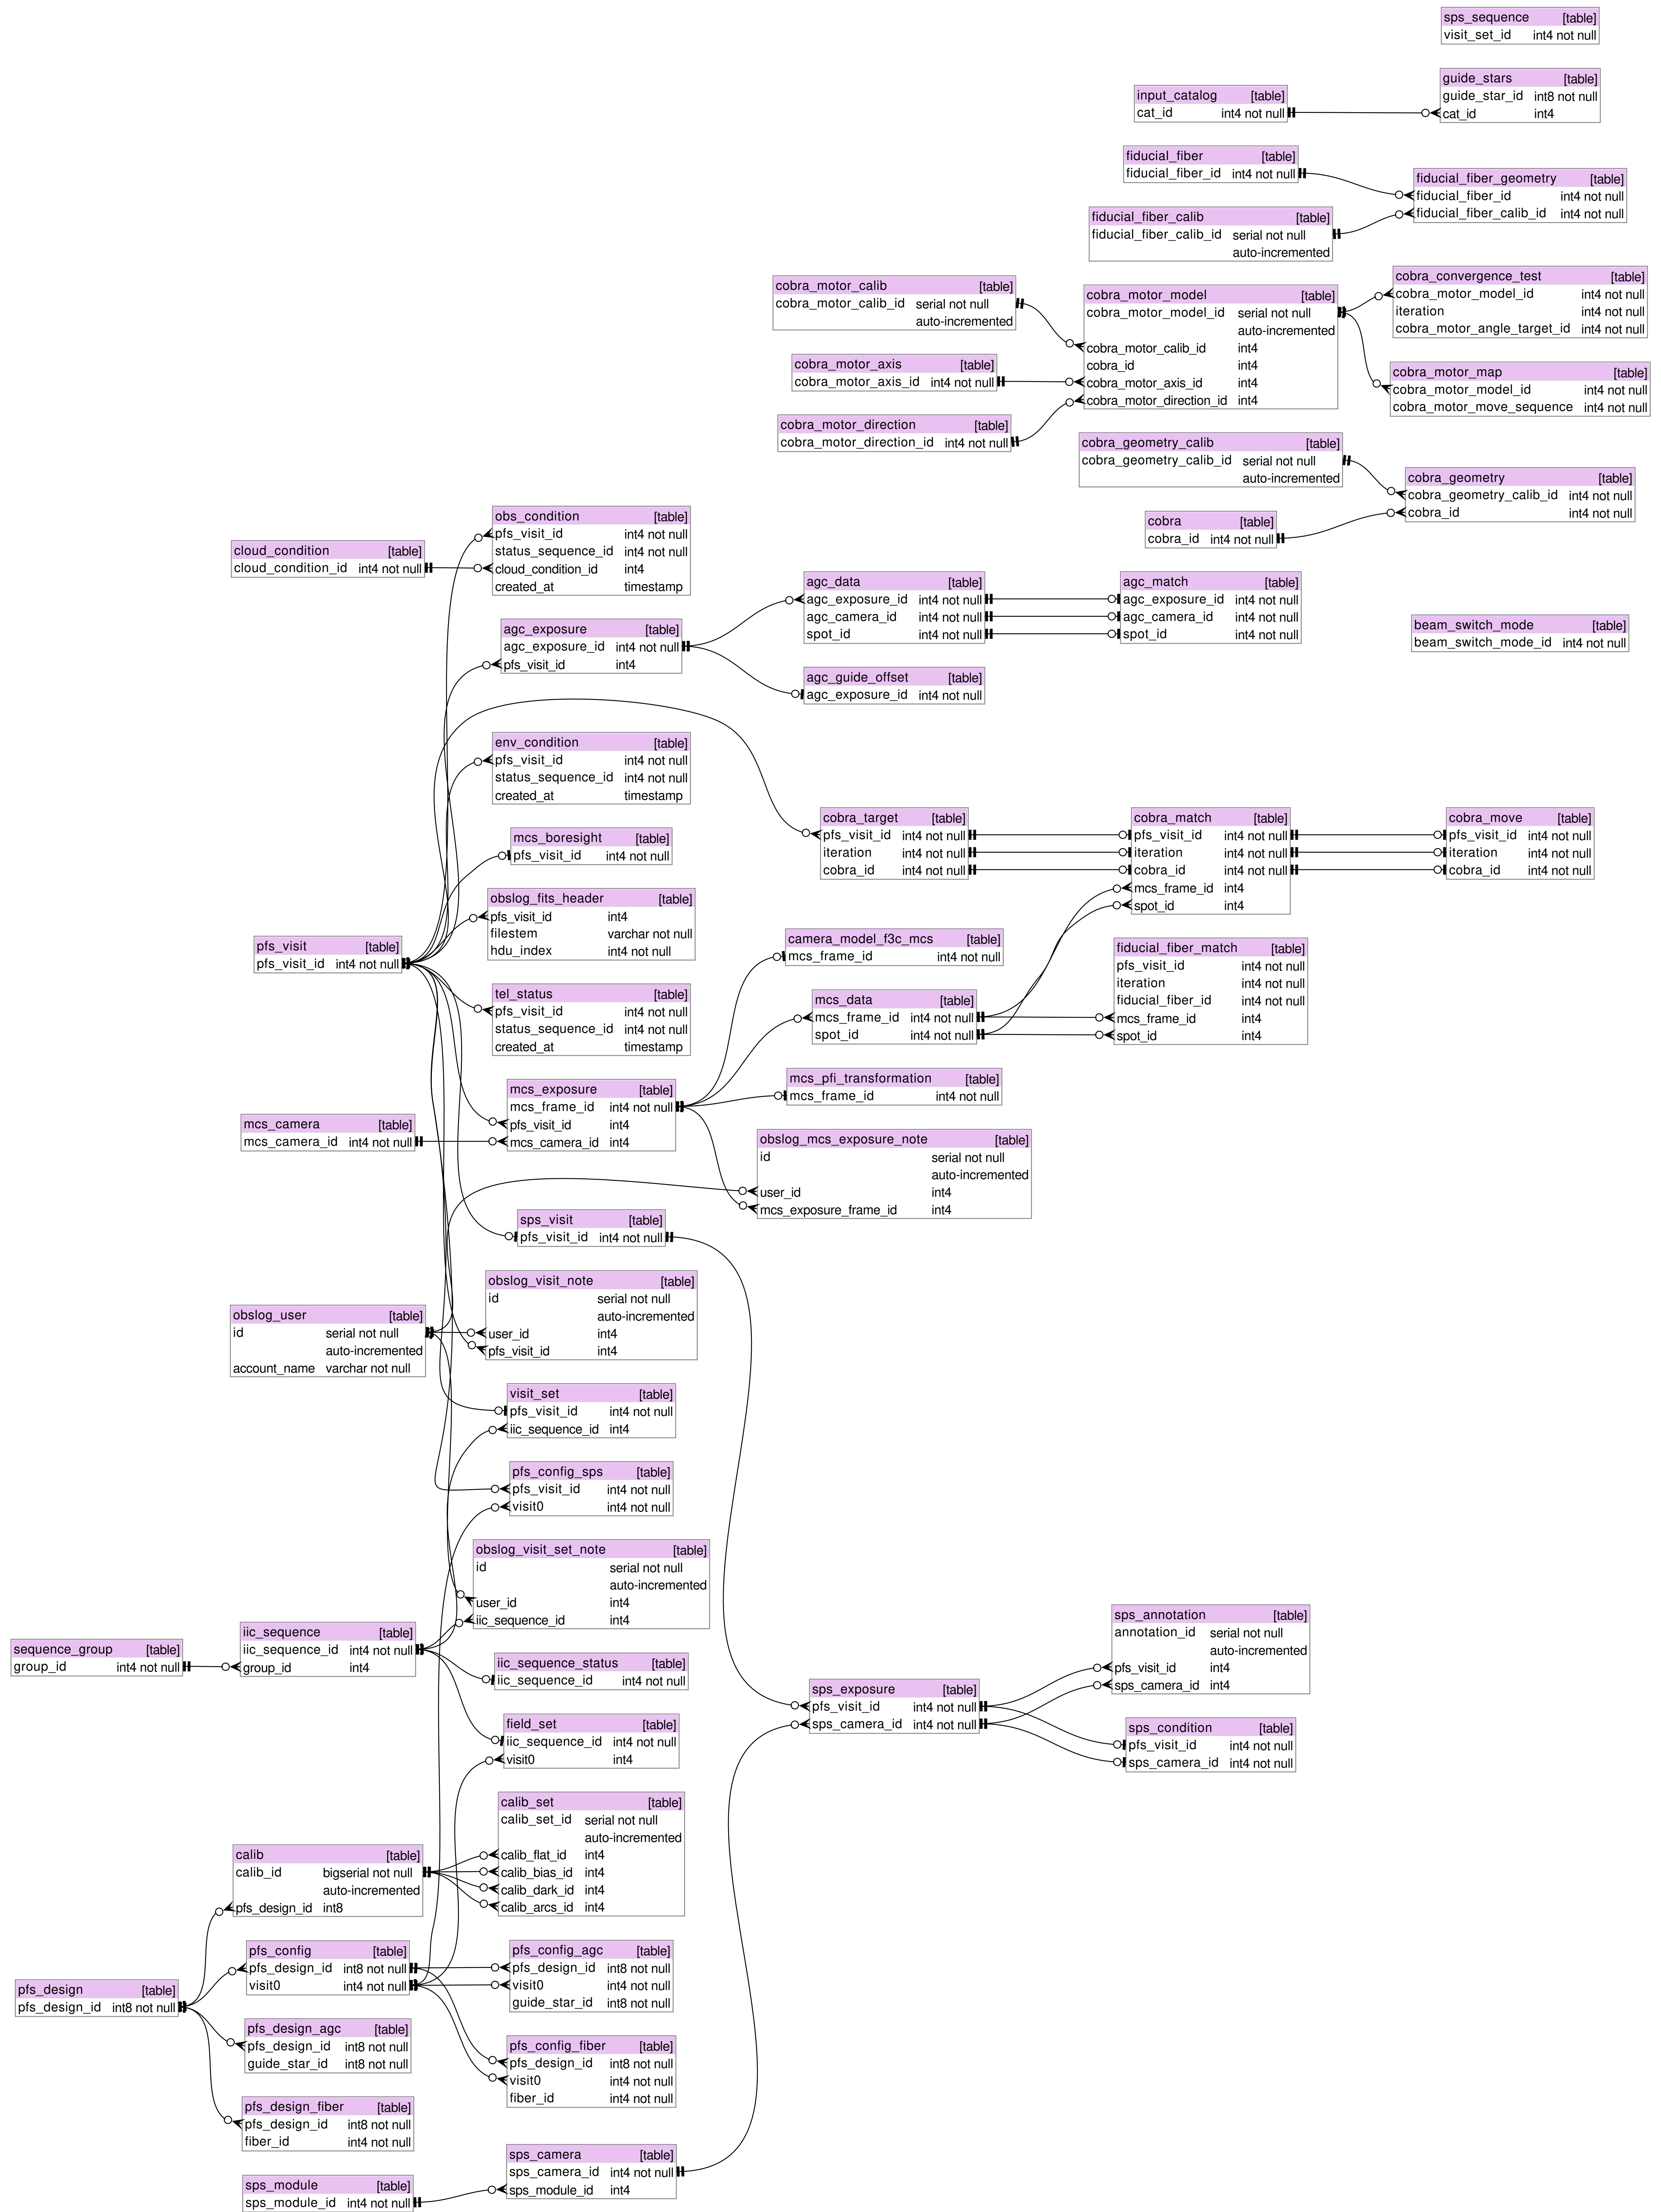 sps_sequence [table]
visit_set_id int4 not null
guide_stars [table]
guide_star_id int8 not null
cat_id int4
input_catalog [table]
cat_id int4 not null
fiducial_fiber [table]
fiducial_fiber_id int4 not null
fiducial_fiber_geometry [table]
fiducial_fiber_id int4 not null
fiducial_fiber_calib_id int4 not null
fiducial_fiber_calib [table]
fiducial_fiber_calib_id serial not null
auto-incremented
cobra_motor_calib [table]
cobra_motor_calib_id serial not null
auto-incremented
cobra_motor_model [table]
cobra_motor_model_id serial not null
auto-incremented
cobra_motor_calib_id int4
cobra_id int4
cobra_motor_axis_id int4
cobra_motor_direction_id int4
cobra_convergence_test [table]
cobra_motor_model_id int4 not null
iteration int4 not null
cobra_motor_angle_target_id int4 not null
cobra_motor_axis [table]
cobra_motor_axis_id int4 not null
cobra_motor_map [table]
cobra_motor_model_id int4 not null
cobra_motor_move_sequence int4 not null
cobra_motor_direction [table]
cobra_motor_direction_id int4 not null
cobra_geometry_calib [table]
cobra_geometry_calib_id serial not null
auto-incremented
cobra_geometry [table]
cobra_geometry_calib_id int4 not null
cobra_id int4 not null
cobra [table]
cobra_id int4 not null
obs_condition [table]
pfs_visit_id int4 not null
status_sequence_id int4 not null
cloud_condition_id int4
created_at timestamp
cloud_condition [table]
cloud_condition_id int4 not null
agc_data [table]
agc_exposure_id int4 not null
agc_camera_id int4 not null
spot_id int4 not null
agc_match [table]
agc_exposure_id int4 not null
agc_camera_id int4 not null
spot_id int4 not null
beam_switch_mode [table]
beam_switch_mode_id int4 not null
agc_exposure [table]
agc_exposure_id int4 not null
pfs_visit_id int4
agc_guide_offset [table]
agc_exposure_id int4 not null
env_condition [table]
pfs_visit_id int4 not null
status_sequence_id int4 not null
created_at timestamp
cobra_target [table]
pfs_visit_id int4 not null
iteration int4 not null
cobra_id int4 not null
cobra_match [table]
pfs_visit_id int4 not null
iteration int4 not null
cobra_id int4 not null
mcs_frame_id int4
spot_id int4
cobra_move [table]
pfs_visit_id int4 not null
iteration int4 not null
cobra_id int4 not null
mcs_boresight [table]
pfs_visit_id int4 not null
obslog_fits_header [table]
pfs_visit_id int4
filestem varchar not null
hdu_index int4 not null
pfs_visit [table]
pfs_visit_id int4 not null
camera_model_f3c_mcs [table]
mcs_frame_id int4 not null
fiducial_fiber_match [table]
pfs_visit_id int4 not null
iteration int4 not null
fiducial_fiber_id int4 not null
mcs_frame_id int4
spot_id int4
tel_status [table]
pfs_visit_id int4 not null
status_sequence_id int4 not null
created_at timestamp
mcs_data [table]
mcs_frame_id int4 not null
spot_id int4 not null
mcs_exposure [table]
mcs_frame_id int4 not null
pfs_visit_id int4
mcs_camera_id int4
mcs_pfi_transformation [table]
mcs_frame_id int4 not null
mcs_camera [table]
mcs_camera_id int4 not null
obslog_mcs_exposure_note [table]
id serial not null
auto-incremented
user_id int4
mcs_exposure_frame_id int4
sps_visit [table]
pfs_visit_id int4 not null
obslog_visit_note [table]
id serial not null
auto-incremented
user_id int4
pfs_visit_id int4
obslog_user [table]
id serial not null
auto-incremented
account_name varchar not null
visit_set [table]
pfs_visit_id int4 not null
iic_sequence_id int4
pfs_config_sps [table]
pfs_visit_id int4 not null
visit0 int4 not null
obslog_visit_set_note [table]
id serial not null
auto-incremented
user_id int4
iic_sequence_id int4
sequence_group [table]
group_id int4 not null
iic_sequence [table]
iic_sequence_id int4 not null
group_id int4
iic_sequence_status [table]
iic_sequence_id int4 not null
sps_annotation [table]
annotation_id serial not null
auto-incremented
pfs_visit_id int4
sps_camera_id int4
sps_exposure [table]
pfs_visit_id int4 not null
sps_camera_id int4 not null
sps_condition [table]
pfs_visit_id int4 not null
sps_camera_id int4 not null
field_set [table]
iic_sequence_id int4 not null
visit0 int4
calib_set [table]
calib_set_id serial not null
auto-incremented
calib_flat_id int4
calib_bias_id int4
calib_dark_id int4
calib_arcs_id int4
calib [table]
calib_id bigserial not null
auto-incremented
pfs_design_id int8
pfs_config [table]
pfs_design_id int8 not null
visit0 int4 not null
pfs_config_agc [table]
pfs_design_id int8 not null
visit0 int4 not null
guide_star_id int8 not null
pfs_design [table]
pfs_design_id int8 not null
pfs_design_agc [table]
pfs_design_id int8 not null
guide_star_id int8 not null
pfs_config_fiber [table]
pfs_design_id int8 not null
visit0 int4 not null
fiber_id int4 not null
pfs_design_fiber [table]
pfs_design_id int8 not null
fiber_id int4 not null
sps_camera [table]
sps_camera_id int4 not null
sps_module_id int4
sps_module [table]
sps_module_id int4 not null